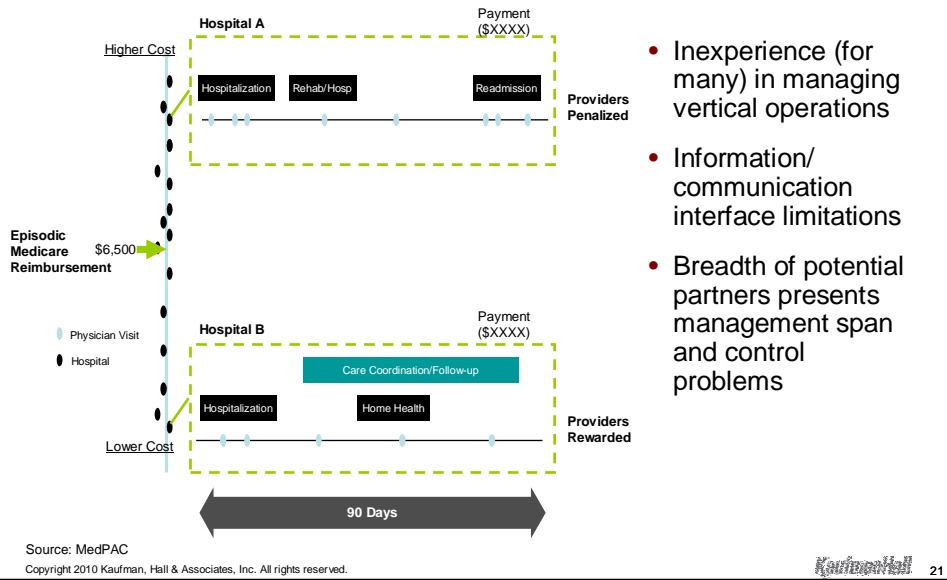 Hospital A
Payment
($XXXX)
Higher Cost
Hospitalization
Rehab/Hosp
Readmission
Providers
Penalized
Episodic
Medicare
Reimbursement
$6,500
Physician Visit
Hospital
Hospital B
Payment
($XXXX)
Care Coordination/Follow-up
Hospitalization
Home Health
Providers
Rewarded
Lower Cost
90 Days
• Inexperience (for
many) in managing
vertical operations
• Information/
communication
interface limitations
• Breadth of potential
partners presents
management span
and control
problems
Source: MedPAC
Copyright 2010 Kaufman, Hall & Associates, Inc. All rights reserved.
21